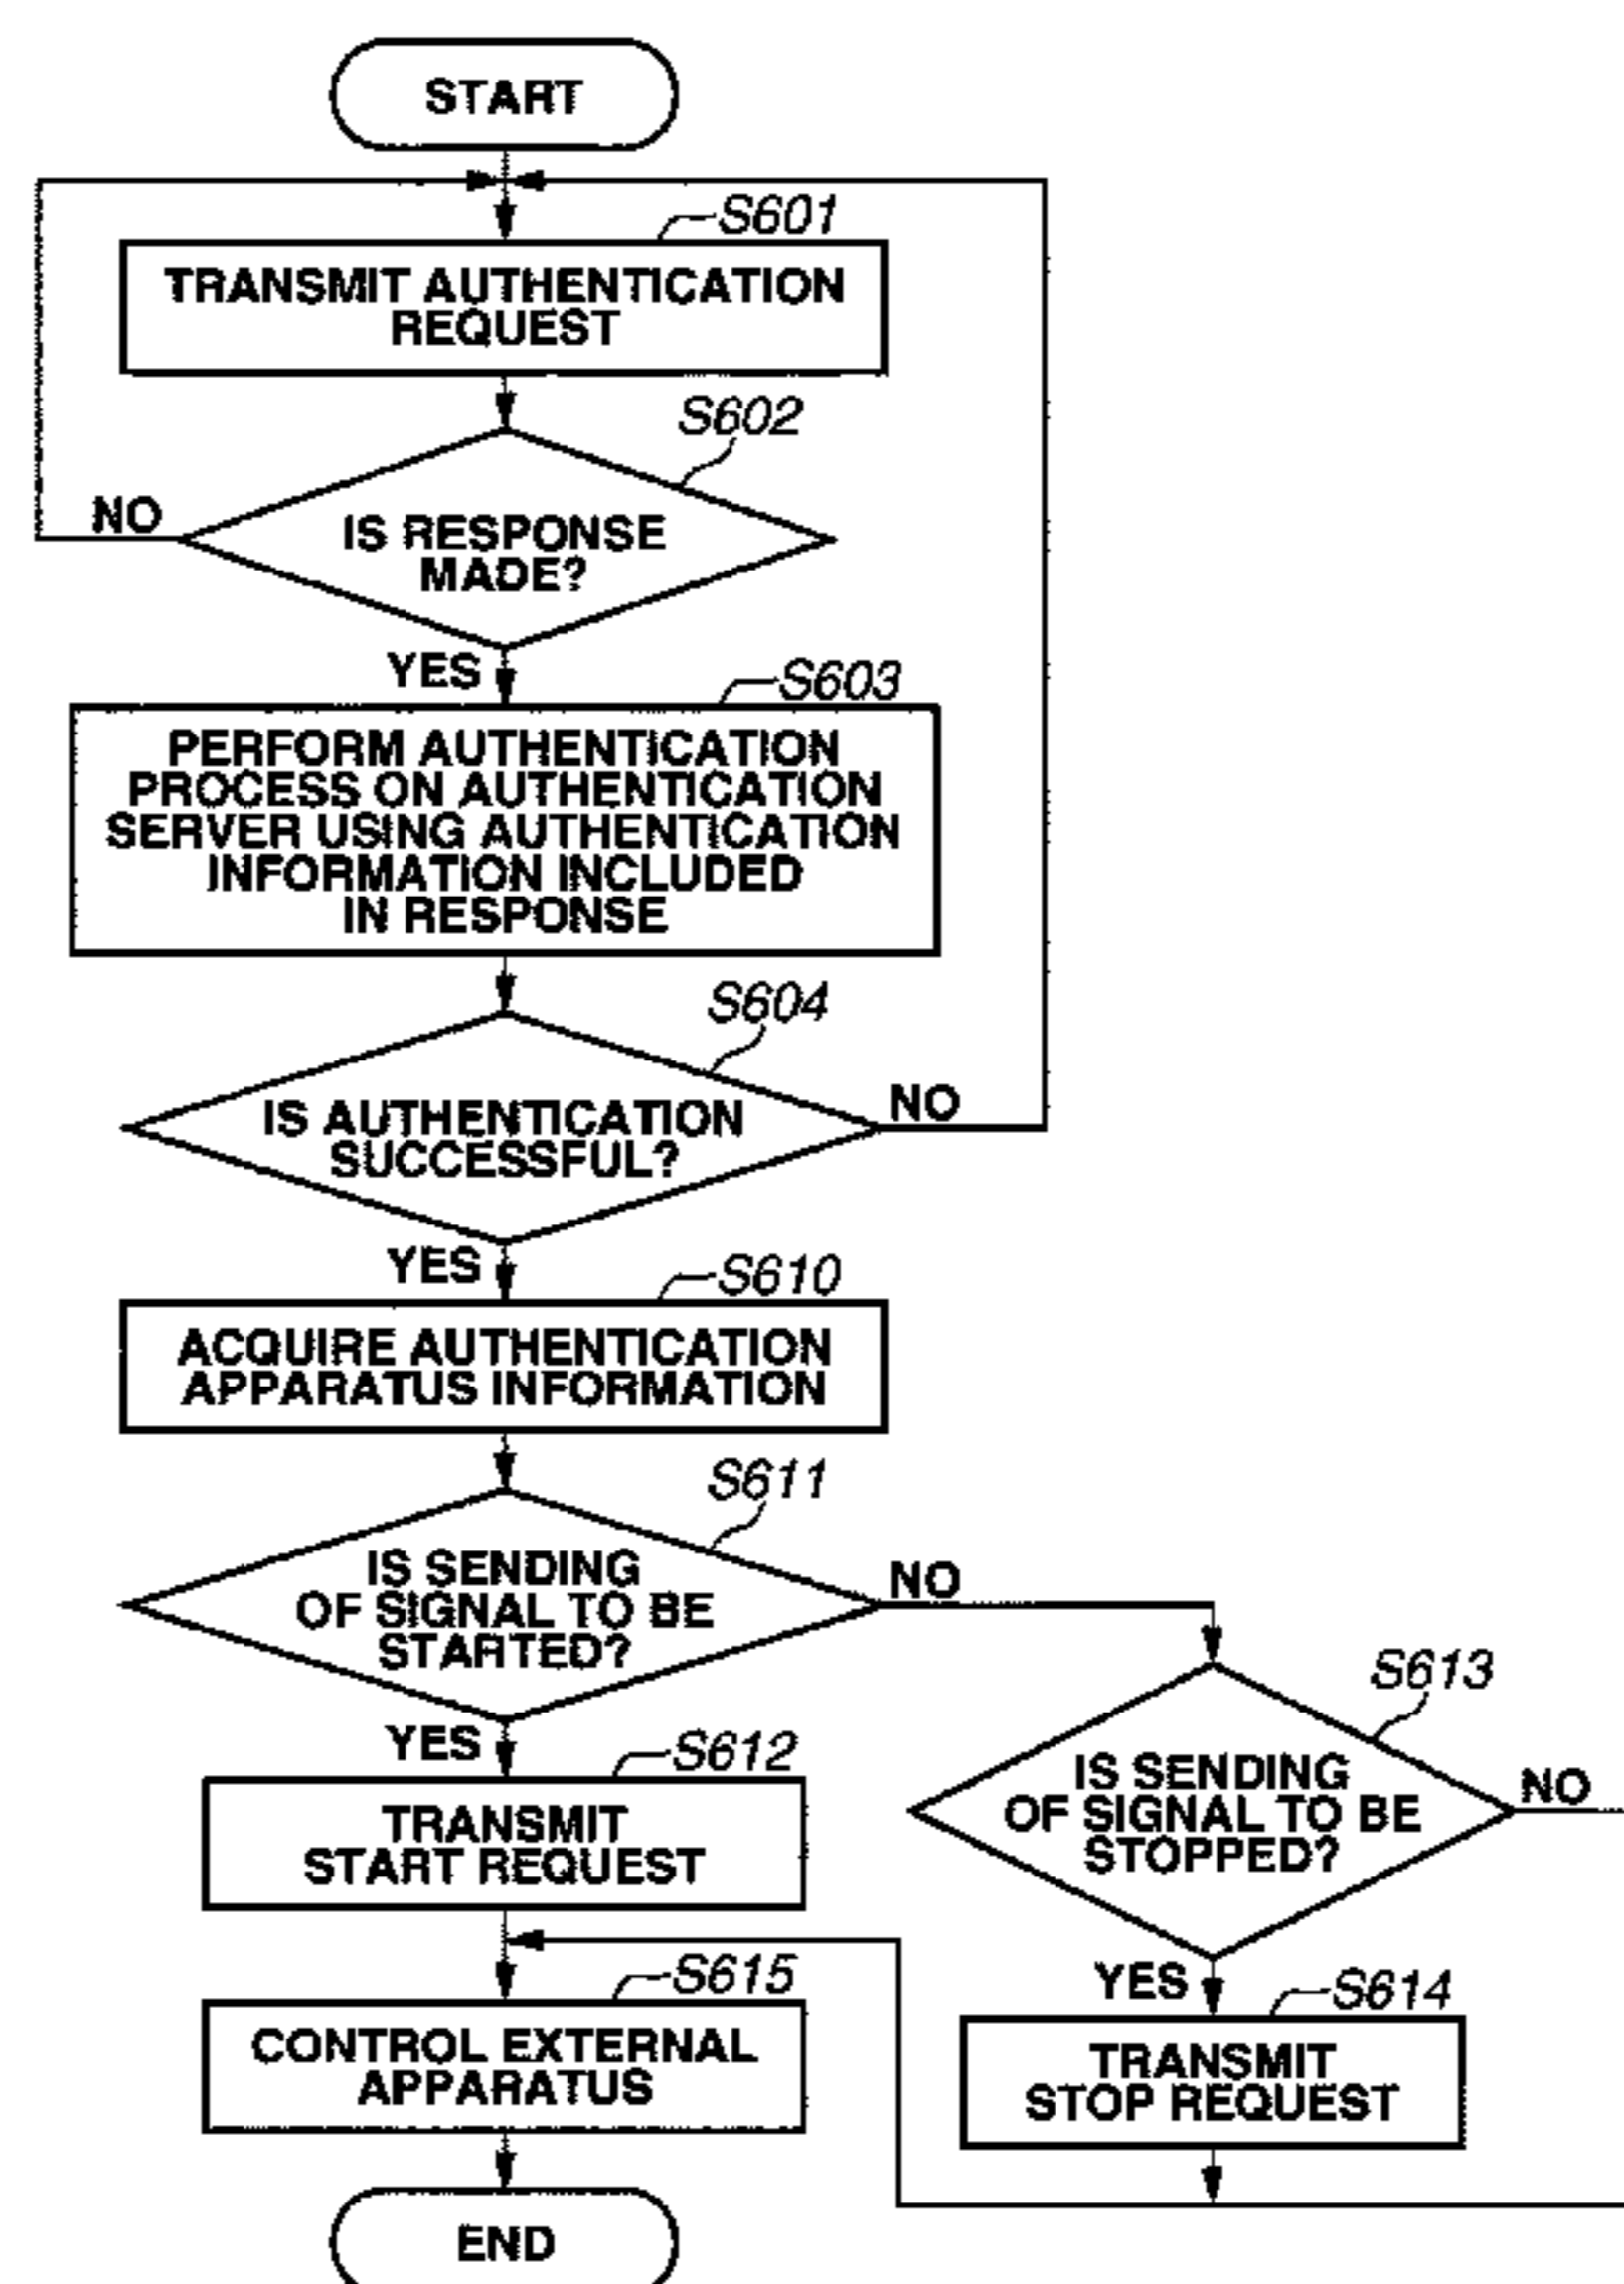 START
S601
TRANSMIT AUTHENTICATION
REQUEST
S602
IS RESPONSE
MADE?
NO
YES
S603
PERFORM AUTHENTICATION
PROCESS ON AUTHENTICATION
SERVER USING AUTHENTICATION
INFORMATION INCLUDED
IN RESPONSE
S604
IS AUTHENTICATION
SUCCESSFUL?
NO
YES
S610
ACQUIRE AUTHENTICATION
APPARATUS INFORMATION
S611
IS SENDING
OF SIGNAL TO BE
STARTED?
NO
YES
S612
TRANSMIT
START REQUEST
S613
IS SENDING
OF SIGNAL TO BE
STOPPED?
NO
YES
S614
TRANSMIT
STOP REQUEST
S615
CONTROL EXTERNAL
APPARATUS
END